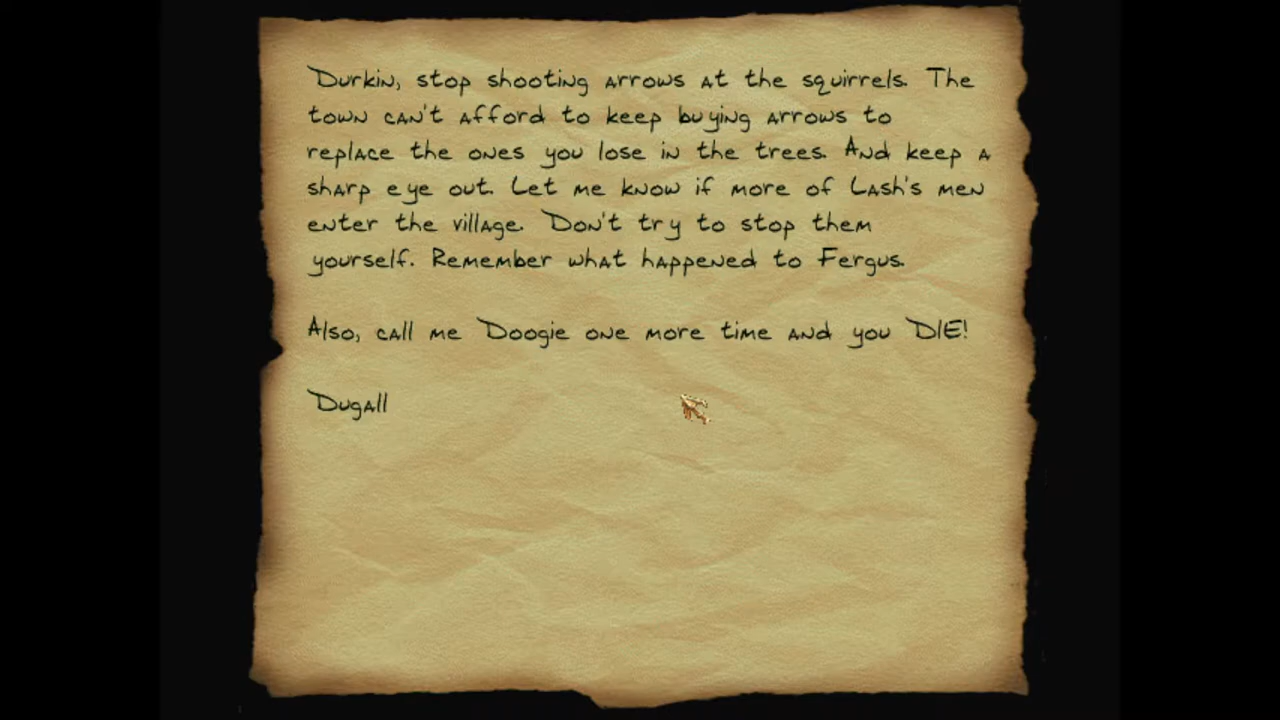 Durkin, stop shooting arrows at the squirrels. The
town can't afford to keep buying arrows to
replace the ones you lose in the trees. And keep a
sharp eye out. Let me know if more of Lash's men
enter the village. Don't try to stop them
yourself. Remember what happened to Fergus.
Also, call me Doogie one more time and you DIE!
Dugall